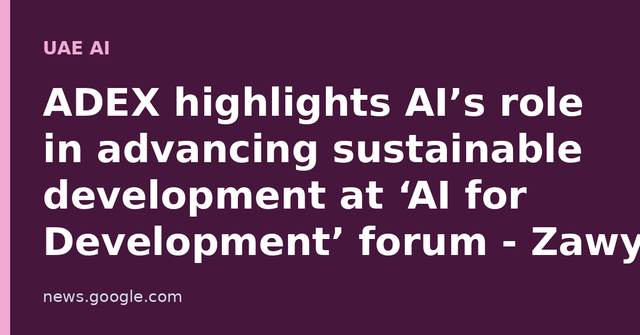 UAE AI
ADEX highlights AI’s role
in advancing sustainable
development at ‘AI for
Development’ forum - Zawy
news.google.com